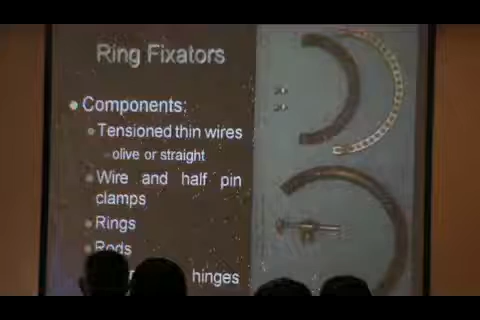 Ring Fixators
Components:
Tensioned thin wires
olive or straight
Wire and half pin
clamps
Rings
Rods
hinges